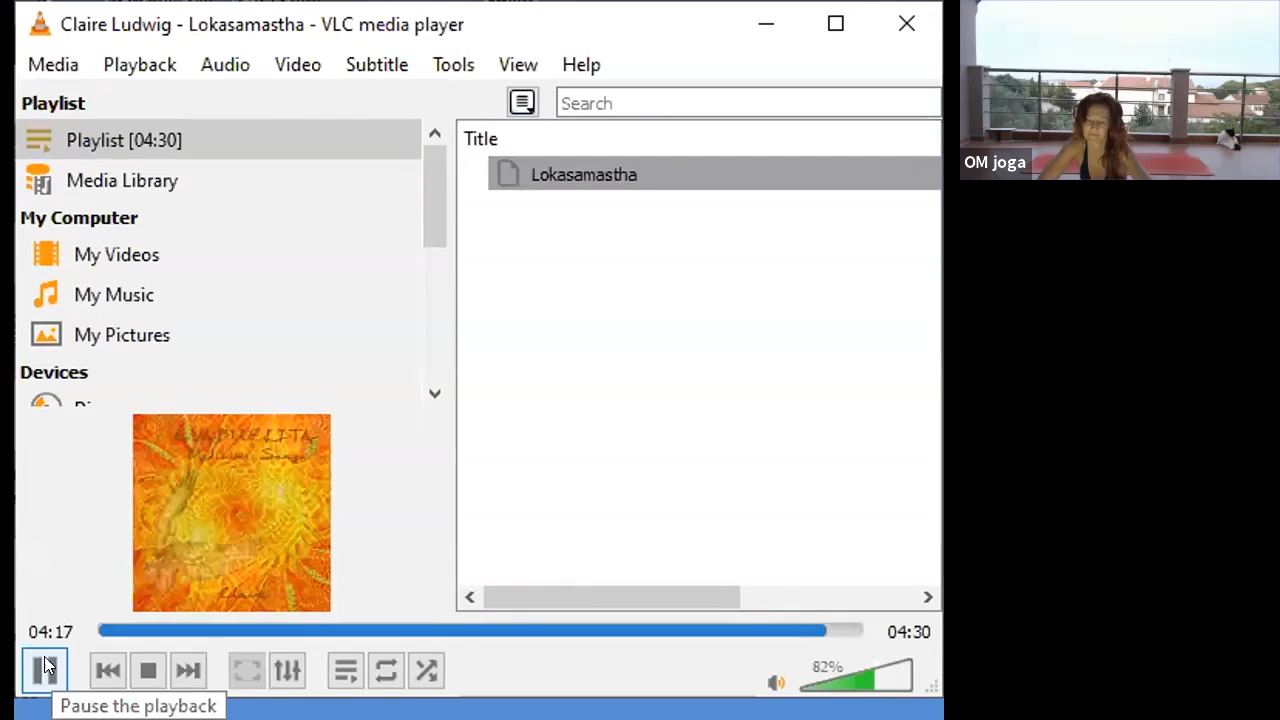 Claire Ludwig - Lokasamastha - VLC media player
Media Playback Audio Video Subtitle Tools View Help
Playlist
Search
Playlist [04:30]
Media Library
My Computer
My Videos
My Music
My Pictures
Devices
Title
Lokasamastha
04:17
04:30
82%
Pause the playback
OM joga